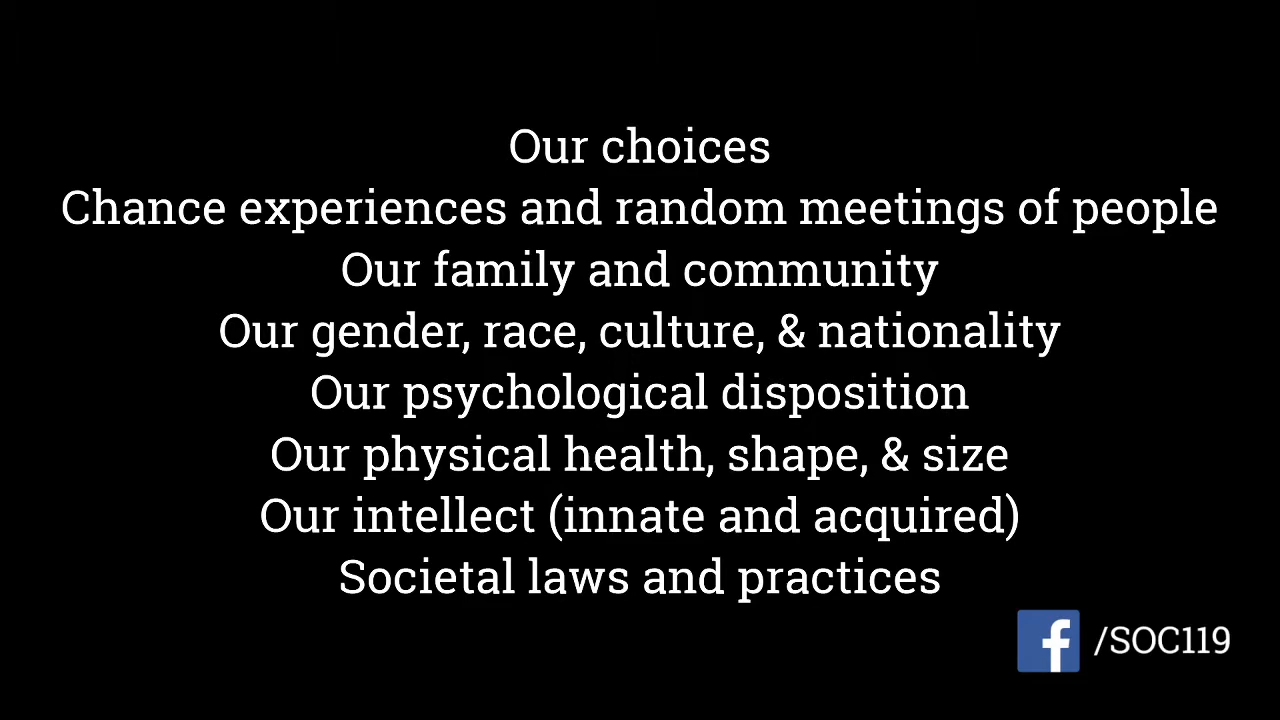 Our choices
Chance experiences and random meetings of people
Our family and community
Our gender, race, culture, & nationality
Our psychological disposition
Our physical health, shape, & size
Our intellect (innate and acquired)
Societal laws and practices
f /SOC119